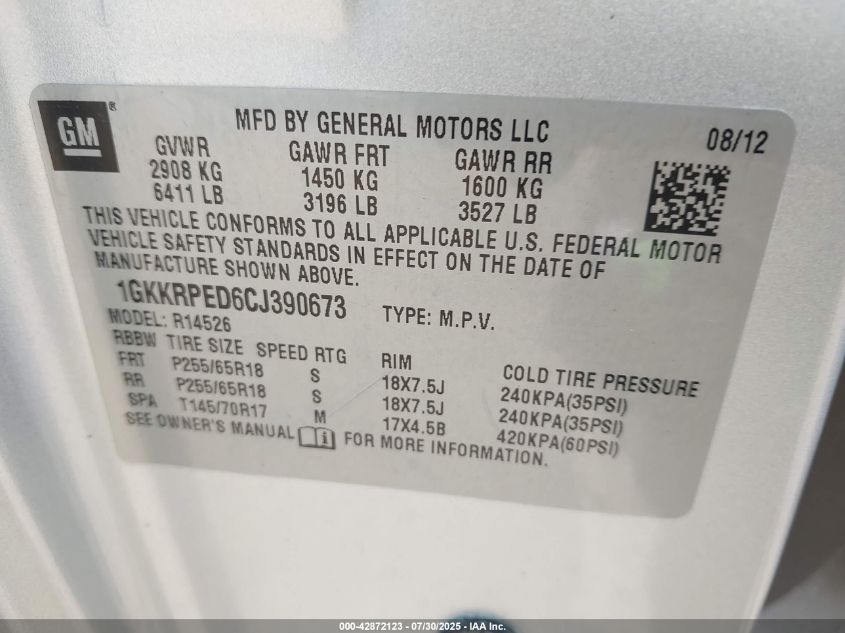 GM ®
MFD BY GENERAL MOTORS LLC 08/12
GVWR GAWR FRT GAWR RR
2908 KG 1450 KG 1600 KG
6411 LB 3196 LB 3527 LB
THIS VEHICLE CONFORMS TO ALL APPLICABLE U.S. FEDERAL MOTOR
VEHICLE SAFETY STANDARDS IN EFFECT ON THE DATE OF
MANUFACTURE SHOWN ABOVE.
1GKKRPED6CJ390673 TYPE: M.P.V.
MODEL: R14526
RBBW TIRE SIZE SPEED RTG RIM COLD TIRE PRESSURE
FRT P255/65R18 S 18X7.5J 240KPA(35PSI)
RR P255/65R18 S 18X7.5J 240KPA(35PSI)
SPA T145/70R17 M 17X4.5B 420KPA(60PSI)
SEE OWNER'S MANUAL i FOR MORE INFORMATION.
000-42872123 - 07/30/2025 - IAA Inc.